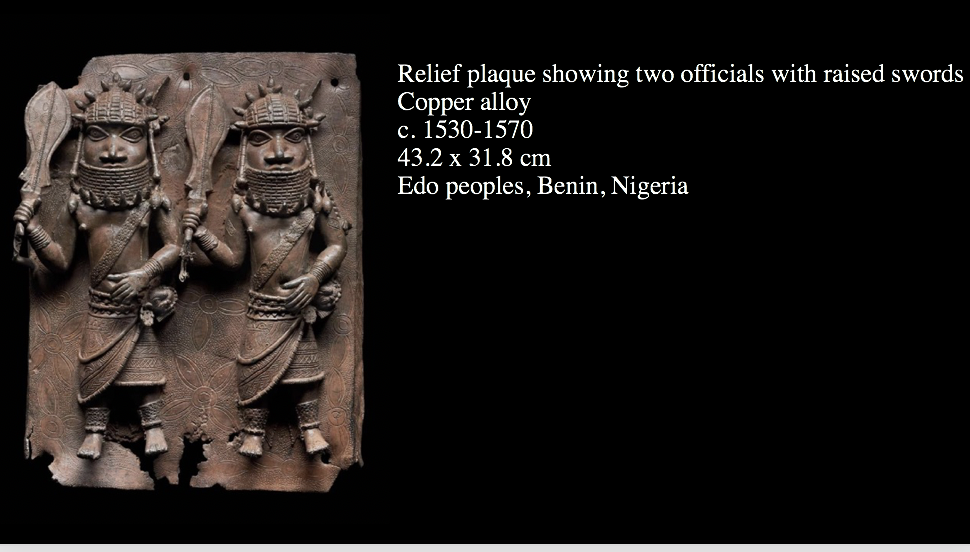 Relief plaque showing two officials with raised swords
Copper alloy
c. 1530-1570
43.2 x 31.8 cm
Edo peoples, Benin, Nigeria